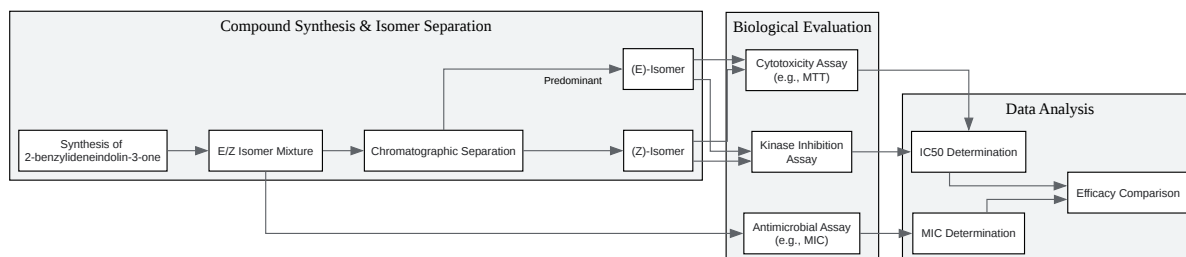 Compound Synthesis & Isomer Separation
Biological Evaluation
Data Analysis
Synthesis of
2-benzylideneindolin-3-one
E/Z Isomer Mixture
Chromatographic Separation
Predominant
(E)-Isomer
(Z)-Isomer
Cytotoxicity Assay
(e.g., MTT)
Kinase Inhibition
Assay
Antimicrobial Assay
(e.g., MIC)
IC50 Determination
MIC Determination
Efficacy Comparison